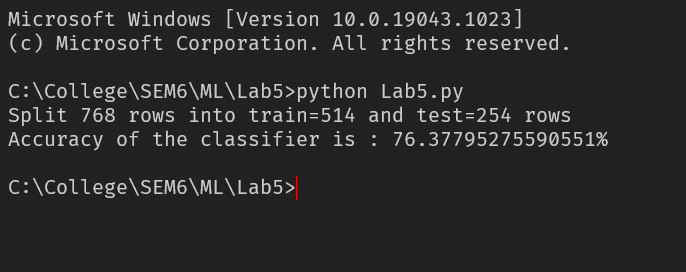 Microsoft Windows [Version 10.0.19043.1023]
(c) Microsoft Corporation. All rights reserved.
C:\College\SEM6\ML\Lab5>python Lab5.py
Split 768 rows into train=514 and test=254 rows
Accuracy of the classifier is : 76.37795275590551%
C:\College\SEM6\ML\Lab5>